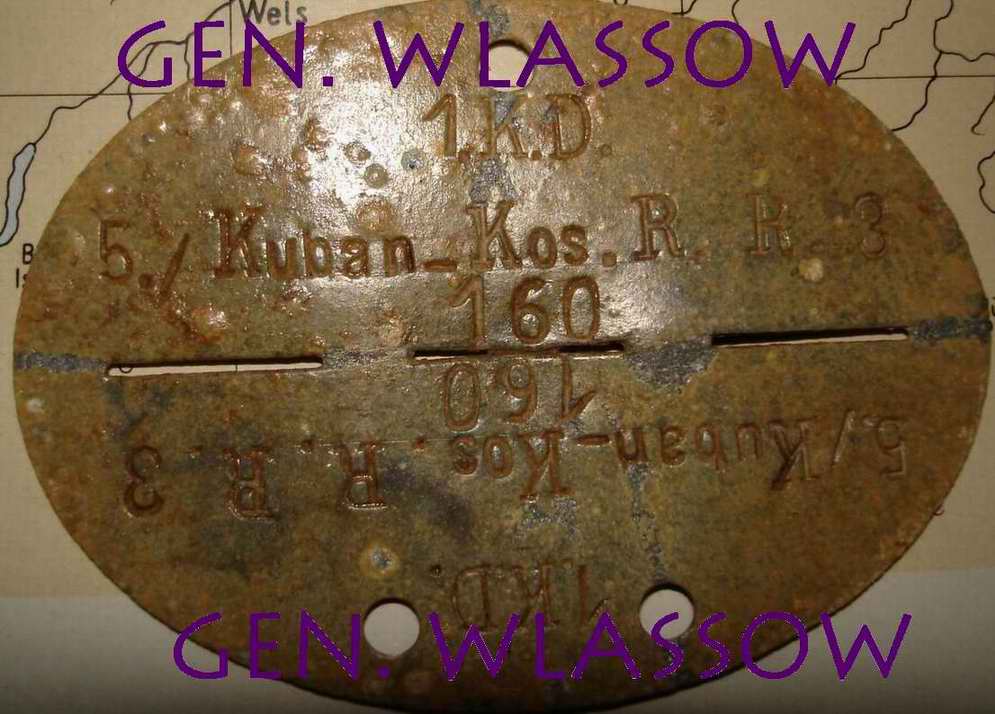 Wels
GEN. WLASSOW
1.K.D.
5./Kuban-Kos.R. R. 3
160
160
5./Kuban-Kos.R.R.3
1.K.D.
GEN. WLASSOW